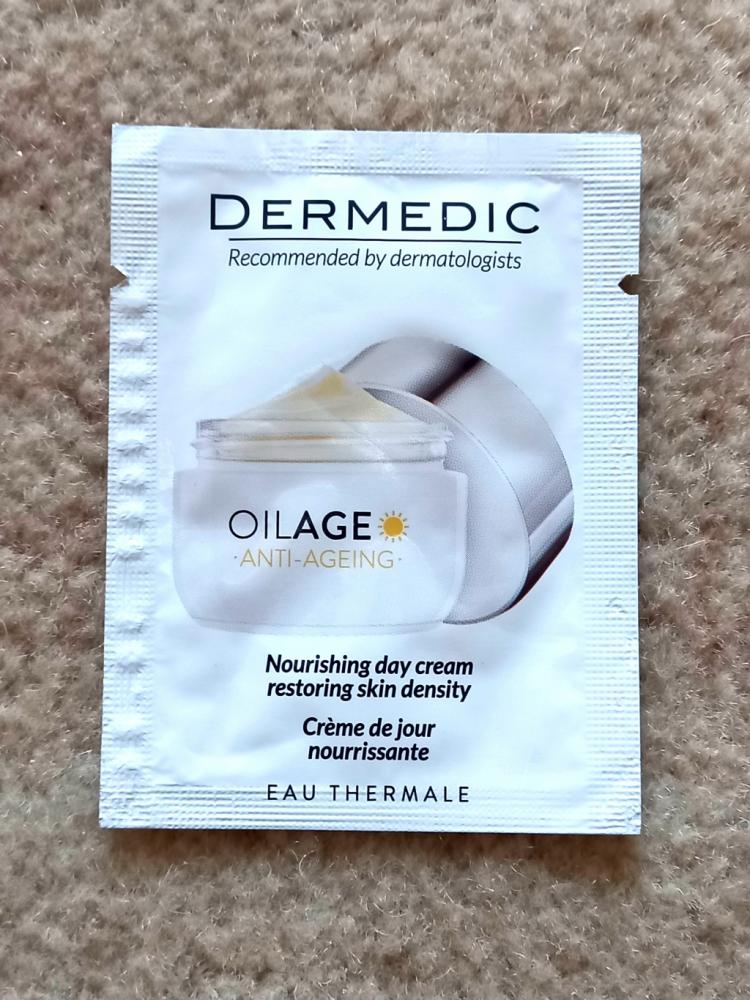 DERMEDIC
Recommended by dermatologists
OILAGE
·ANTI-AGEING·
Nourishing day cream
restoring skin density
Crème de jour
nourrissante
EAU THERMALE